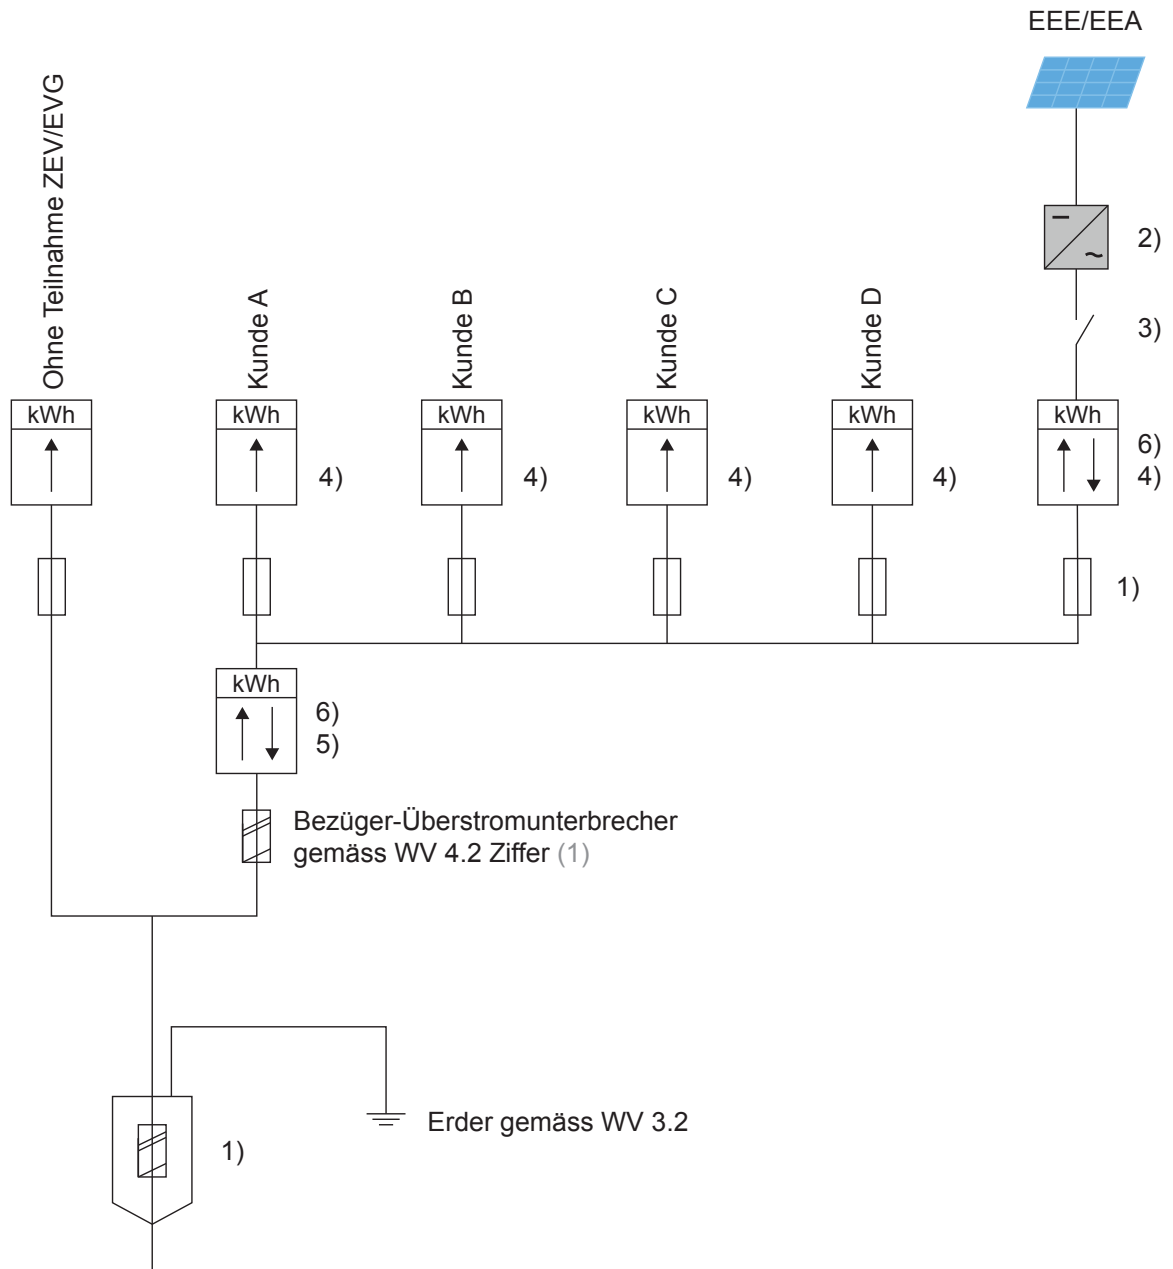 EEE/EEA
2)
3)
Ohne Teilnahme ZEV/EVG
Kunde A
Kunde B
Kunde C
Kunde D
kWh
kWh
kWh
kWh
kWh
kWh
4)
4)
4)
4)
6)
4)
1)
kWh
6)
5)
Bezüger-Überstromunterbrecher
gemäss WV 4.2 Ziffer (1)
Erder gemäss WV 3.2
1)